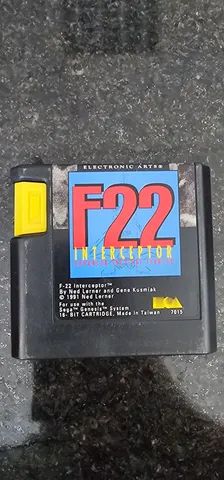 ELECTRONIC ARTS®
F22
INTERCEPTOR
F-22 Interceptor™
By Ned Lerner and Gene Kusmiak
© 1991 Ned Lerner
For use with the
Sega™ Genesis™ System
16-BIT CARTRIDGE, Made in Taiwan 7015